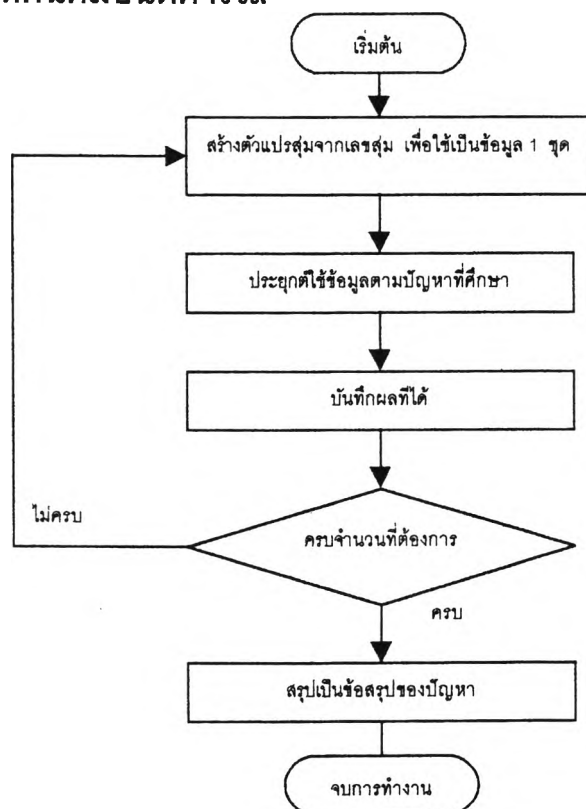 เริ่มต้น
สร้างตัวแปรสุ่มจากเลขสุ่ม เพื่อใช้เป็นข้อมูล 1 ชุด
ประยุกต์ใช้ข้อมูลตามปัญหาที่ศึกษา
บันทึกผลที่ได้
ไม่ครบ
ครบจำนวนที่ต้องการ
ครบ
สรุปเป็นข้อสรุปของปัญหา
จบการทำงาน